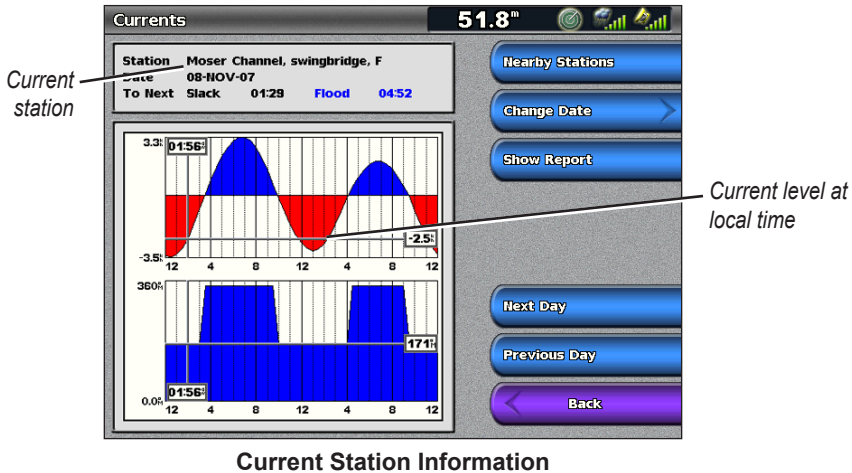 Currents
51.8"
Current station
Station Moser Channel, swingbridge, F
Date 08-NOV-07
To Next Slack 01:29 Flood 04:52
Nearby Stations
Change Date
Show Report
Current level at local time
3.3
01:56
-2.5
-3.5
12 4 8 12 4 8 12
360
171
01:56
0.0
12 4 8 12 4 8 12
Next Day
Previous Day
Back
Current Station Information